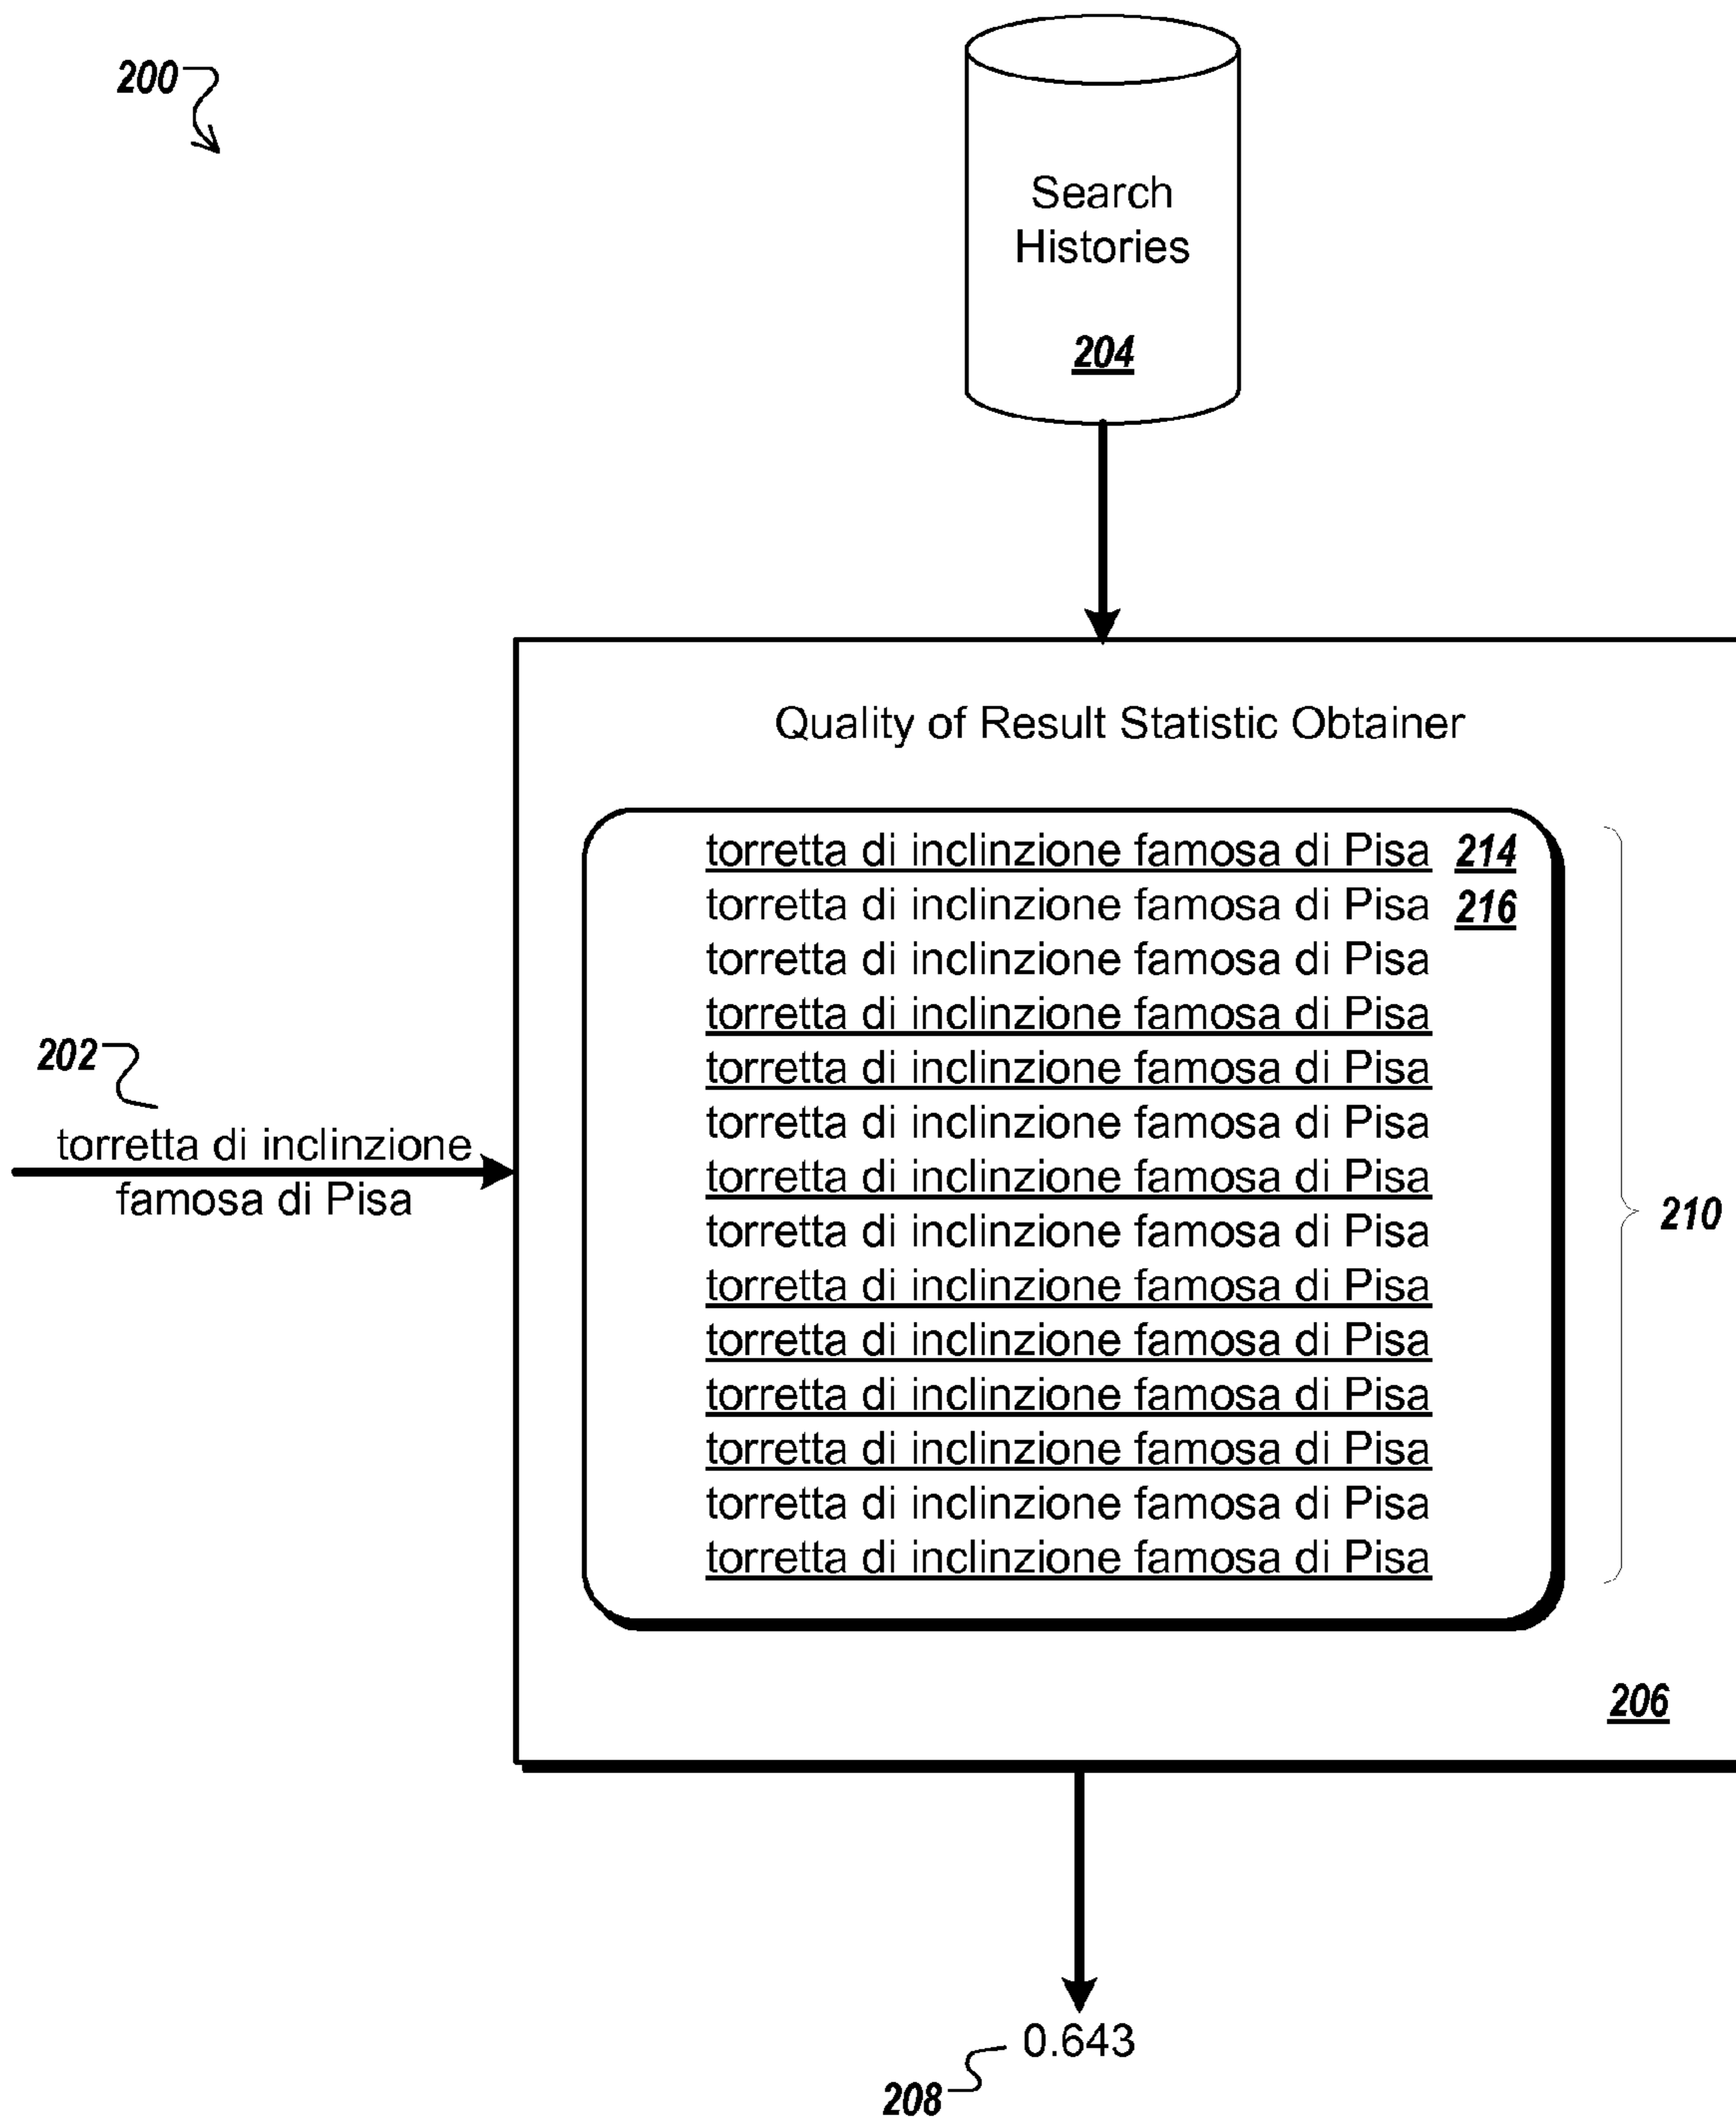 200
Search
Histories
204
Quality of Result Statistic Obtainer
torretta di inclinzione famosa di Pisa 214
torretta di inclinzione famosa di Pisa 216
torretta di inclinzione famosa di Pisa
torretta di inclinzione famosa di Pisa
torretta di inclinzione famosa di Pisa
torretta di inclinzione famosa di Pisa
torretta di inclinzione famosa di Pisa
torretta di inclinzione famosa di Pisa
torretta di inclinzione famosa di Pisa
torretta di inclinzione famosa di Pisa
torretta di inclinzione famosa di Pisa
torretta di inclinzione famosa di Pisa
torretta di inclinzione famosa di Pisa
torretta di inclinzione famosa di Pisa
202
torretta di inclinzione
famosa di Pisa
210
206
0.643
208